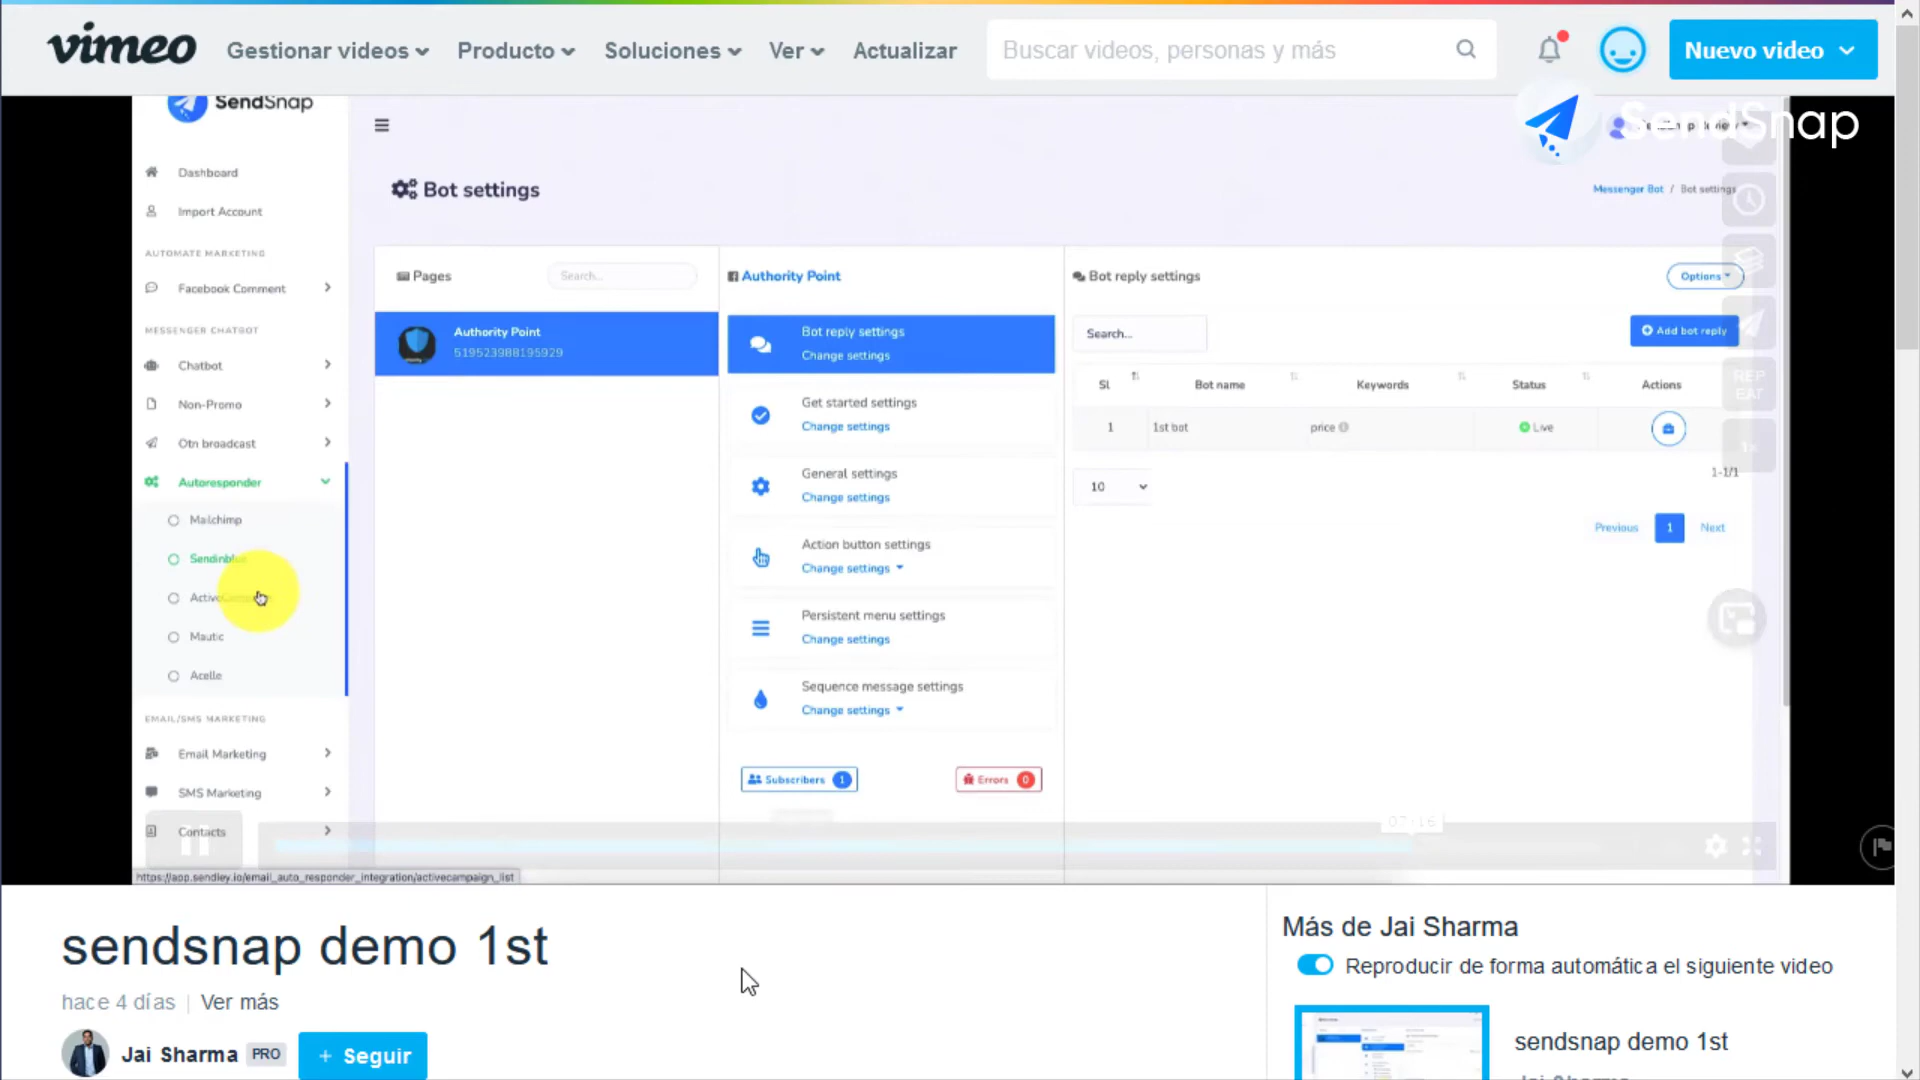 vimeo Gestionar videos Producto Soluciones Ver Actualizar Buscar videos, personas y más Nuevo video
SendSnap
SendSnap
Dashboard
Import Account
AUTOMATE MARKETING
Facebook Comment
MESSENGER CHATBOT
Chatbot
Non-Promo
Otn broadcast
Autoresponder
Mailchimp
Mautic
Acelle
EMAIL/SMS MARKETING
Email Marketing
SMS Marketing
Contacts
Bot settings
Messenger Bot / Bot settings
Pages
Search...
Authority Point
519523988195929
Authority Point
Bot reply settings
Change settings
Get started settings
Change settings
General settings
Change settings
Action button settings
Change settings
Persistent menu settings
Change settings
Sequence message settings
Change settings
Subscribers 1
Errors 0
Bot reply settings
Options
Search...
Add bot reply
Sl Bot name Keywords Status Actions
1 1st bot price Live
10
1-1/1
Previous 1 Next
REP
EAT
1x
07:16
https://app.sendley.io/email_auto_responder_integration/activecampaign_list
sendsnap demo 1st
hace 4 días | Ver más
Jai Sharma PRO + Seguir
Más de Jai Sharma
Reproducir de forma automática el siguiente video
sendsnap demo 1st